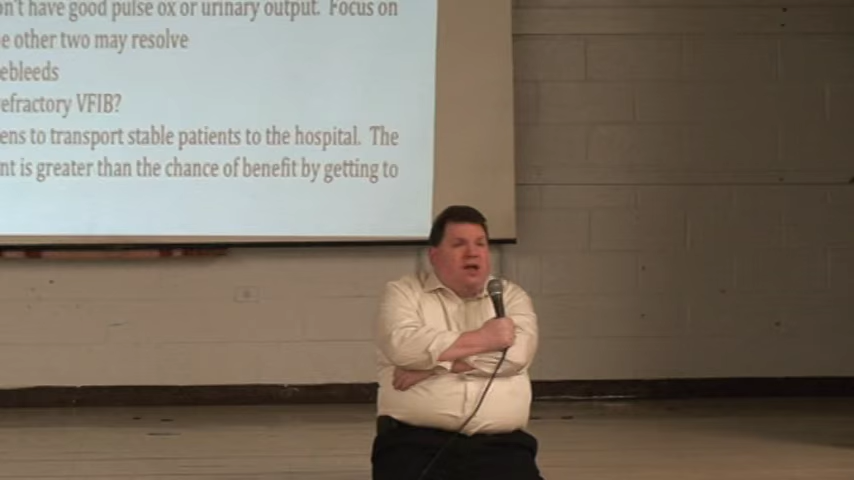 on't have good pulse ox or urinary output. Focus on
e other two may resolve
ebleeds
efractory VFIB?
ens to transport stable patients to the hospital. The
nt is greater than the chance of benefit by getting to